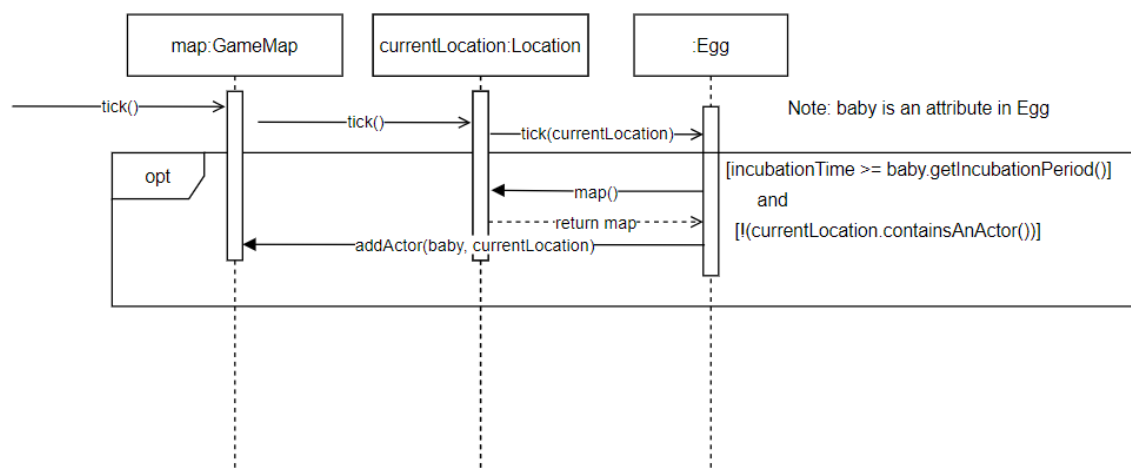 map:GameMap
currentLocation:Location
:Egg
tick()
Note: baby is an attribute in Egg
tick()
tick(currentLocation)
opt
[incubationTime >= baby.getIncubationPeriod()]
map()
and
return map
[!(currentLocation.containsAnActor())]
addActor(baby, currentLocation)